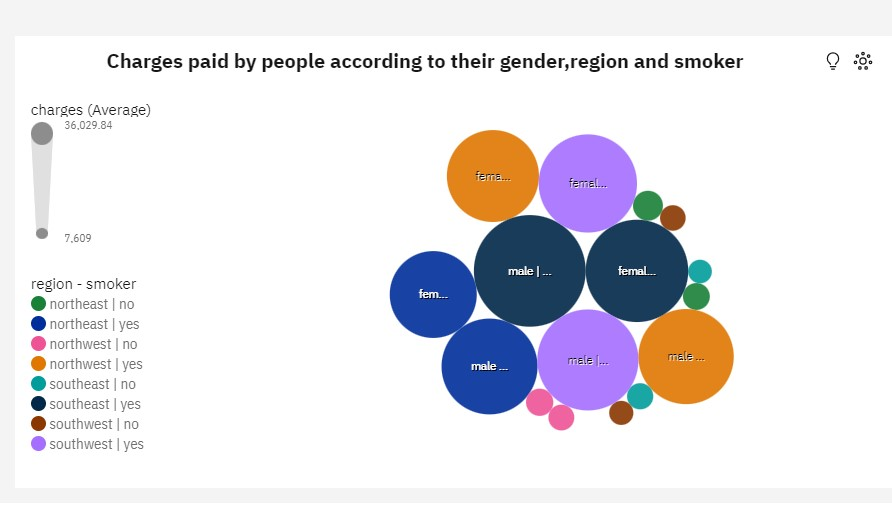 Charges paid by people according to their gender,region and smoker
charges (Average)
36,029.84
7,609
region - smoker
northeast | no
northeast | yes
northwest | no
northwest | yes
southeast | no
southeast | yes
southwest | no
southwest | yes
fema...
femal...
male | ...
femal...
fem...
male ...
male |...
male ...